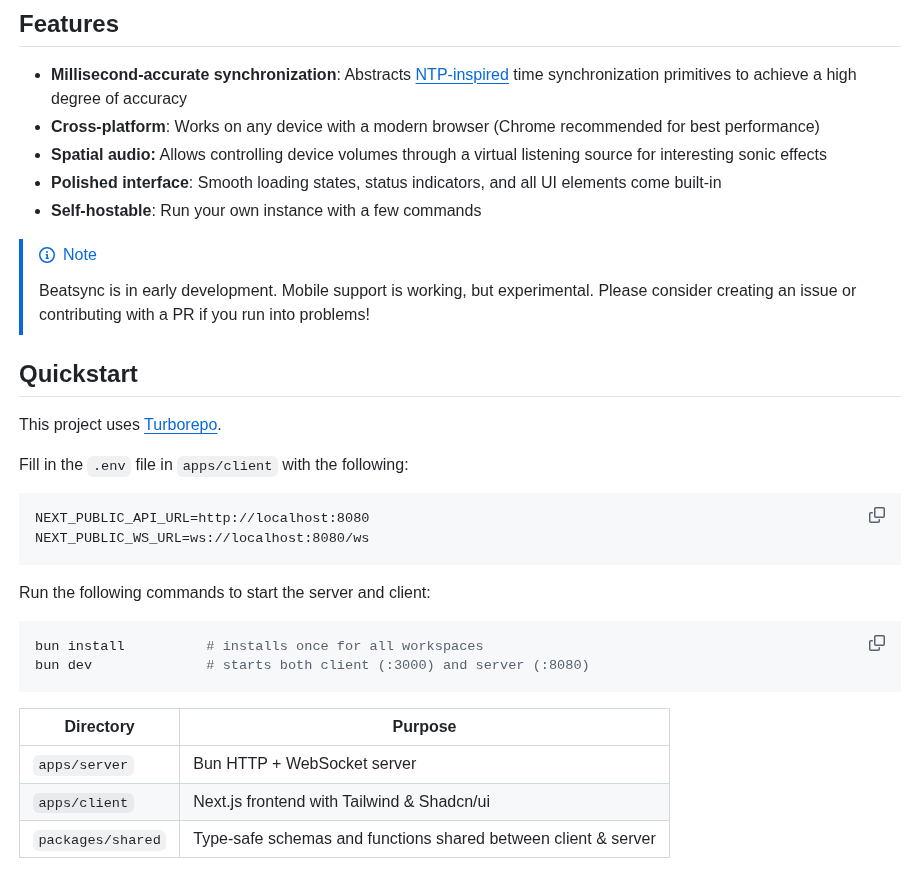 Features
Millisecond-accurate synchronization: Abstracts NTP-inspired time synchronization primitives to achieve a high
degree of accuracy
Cross-platform: Works on any device with a modern browser (Chrome recommended for best performance)
Spatial audio: Allows controlling device volumes through a virtual listening source for interesting sonic effects
Polished interface: Smooth loading states, status indicators, and all UI elements come built-in
Self-hostable: Run your own instance with a few commands
Note
Beatsync is in early development. Mobile support is working, but experimental. Please consider creating an issue or
contributing with a PR if you run into problems!
Quickstart
This project uses Turborepo.
Fill in the .env file in apps/client with the following:
NEXT_PUBLIC_API_URL=http://localhost:8080
NEXT_PUBLIC_WS_URL=ws://localhost:8080/ws
Run the following commands to start the server and client:
bun install          # installs once for all workspaces
bun dev              # starts both client (:3000) and server (:8080)
Directory Purpose
apps/server Bun HTTP + WebSocket server
apps/client Next.js frontend with Tailwind & Shadcn/ui
packages/shared Type-safe schemas and functions shared between client & server